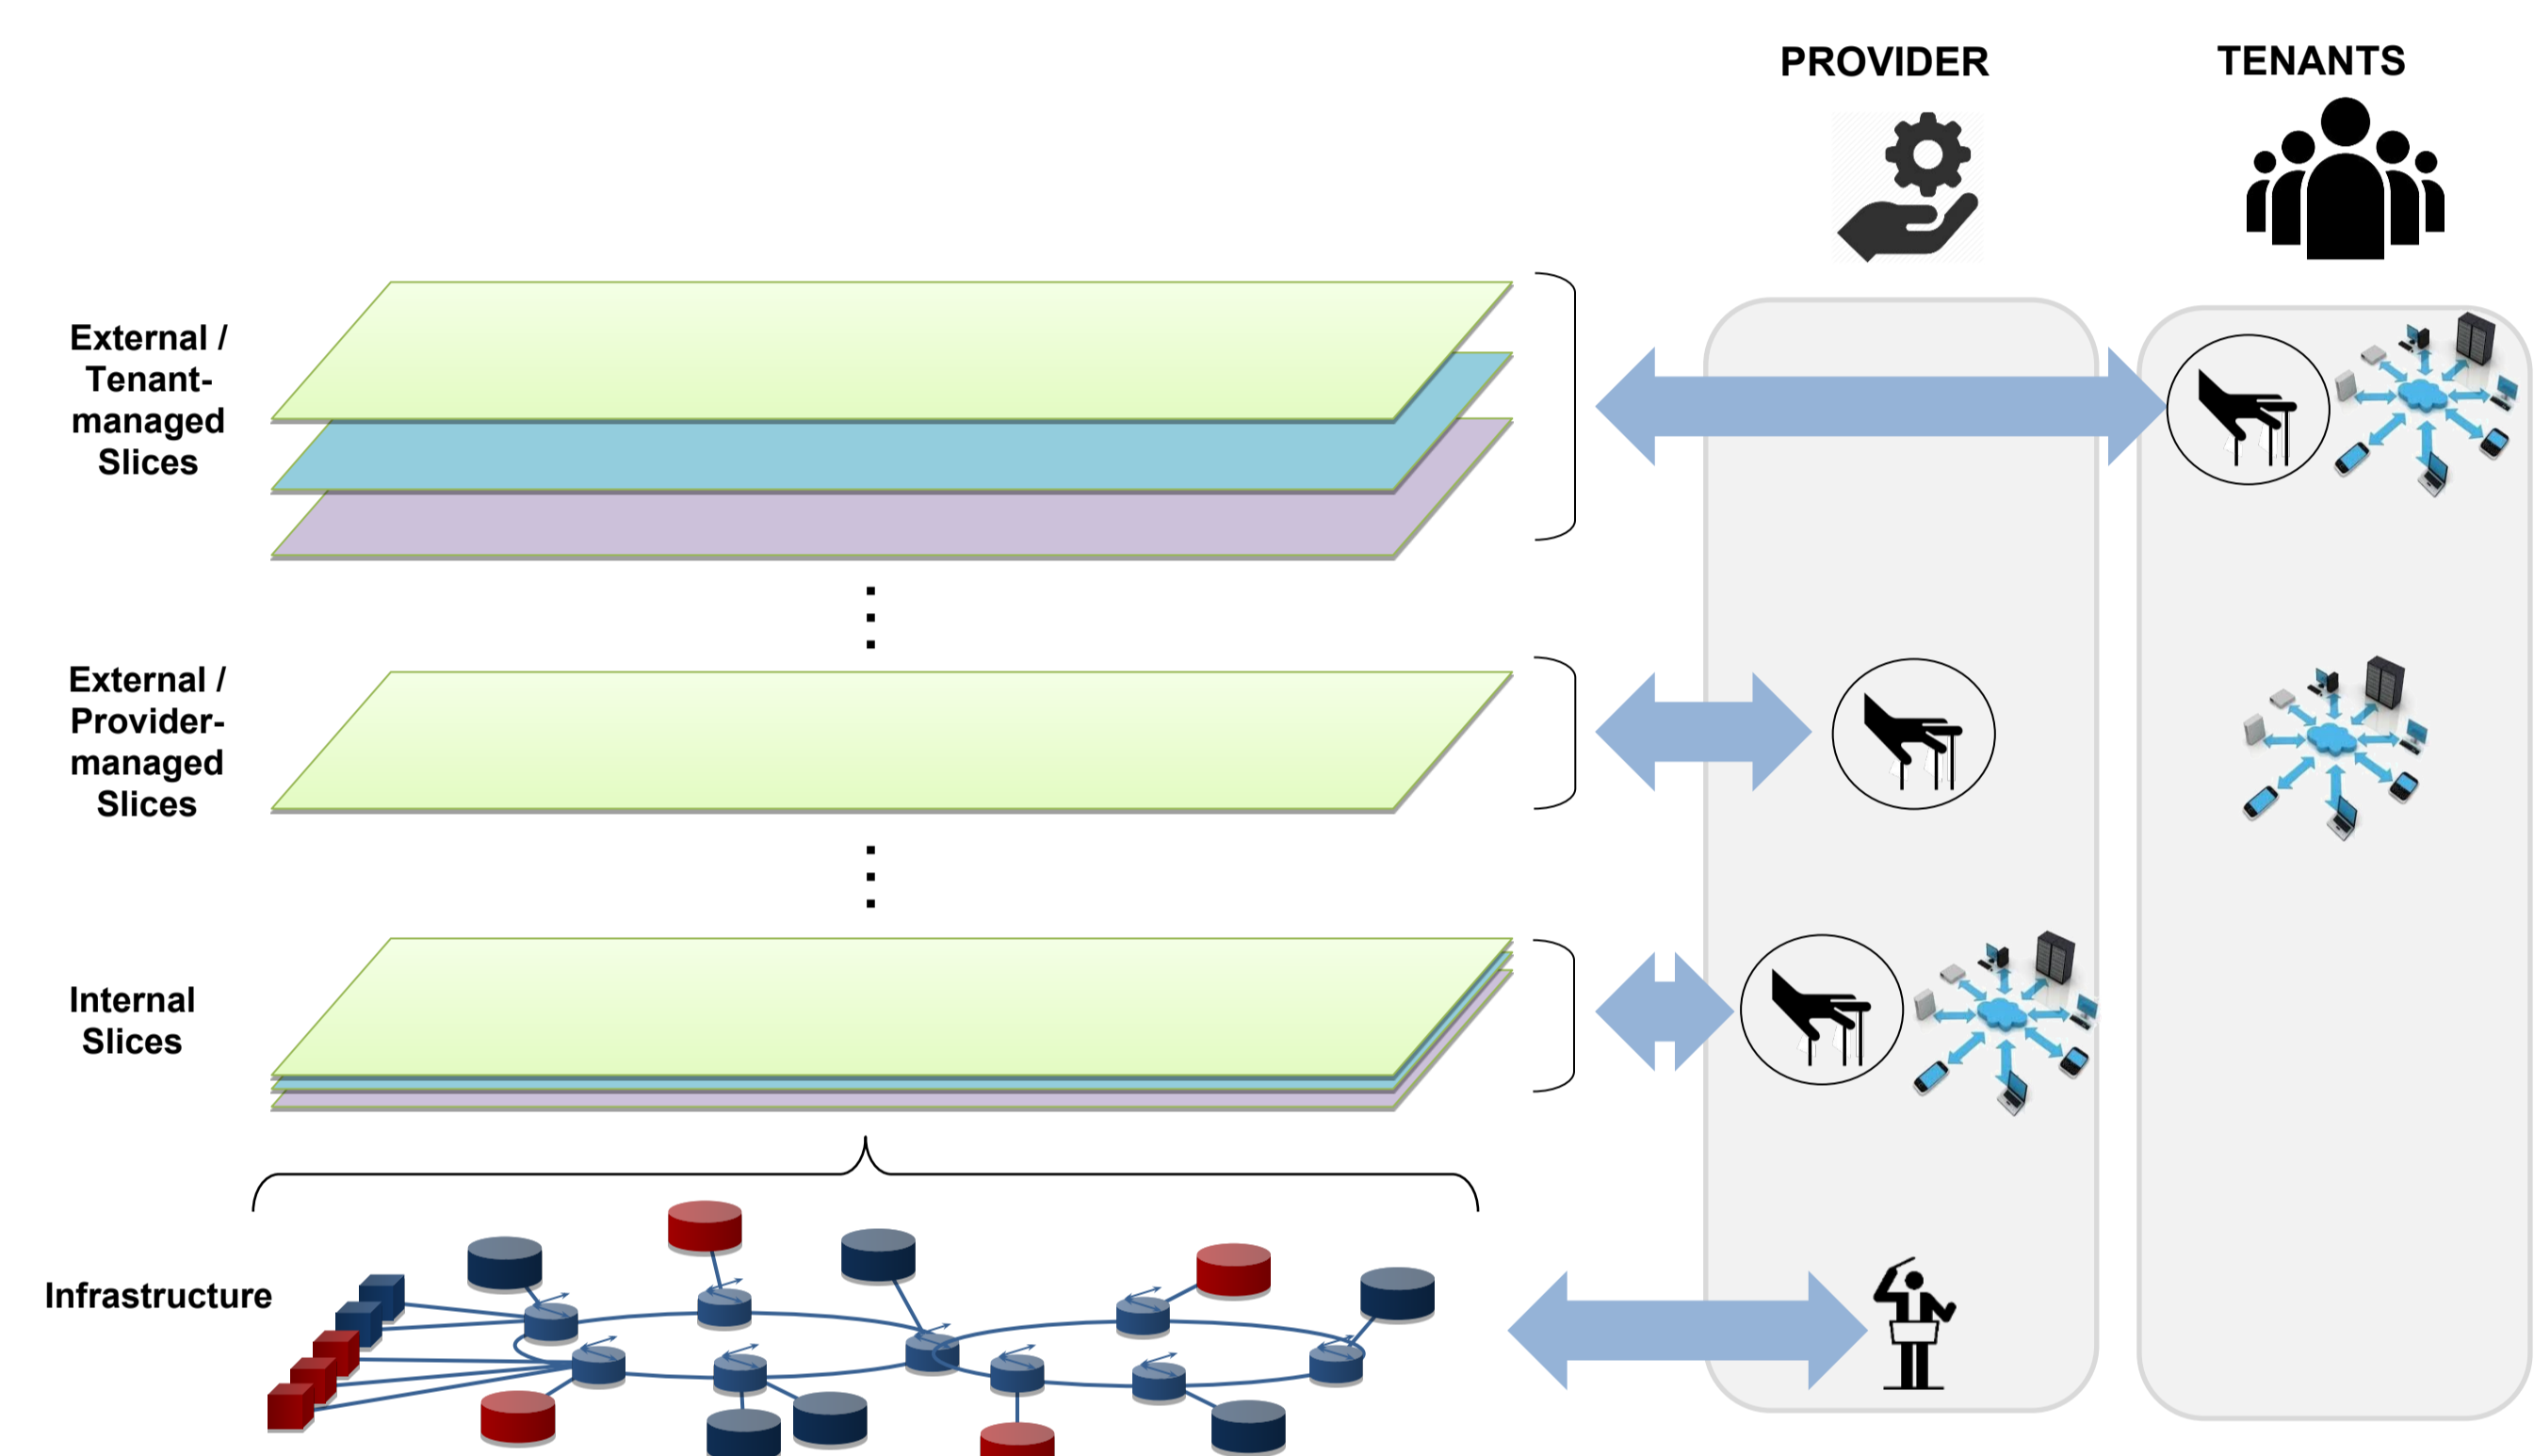 PROVIDER
TENANTS
External /
Tenant-
managed
Slices
External /
Provider-
managed
Slices
Internal
Slices
Infrastructure